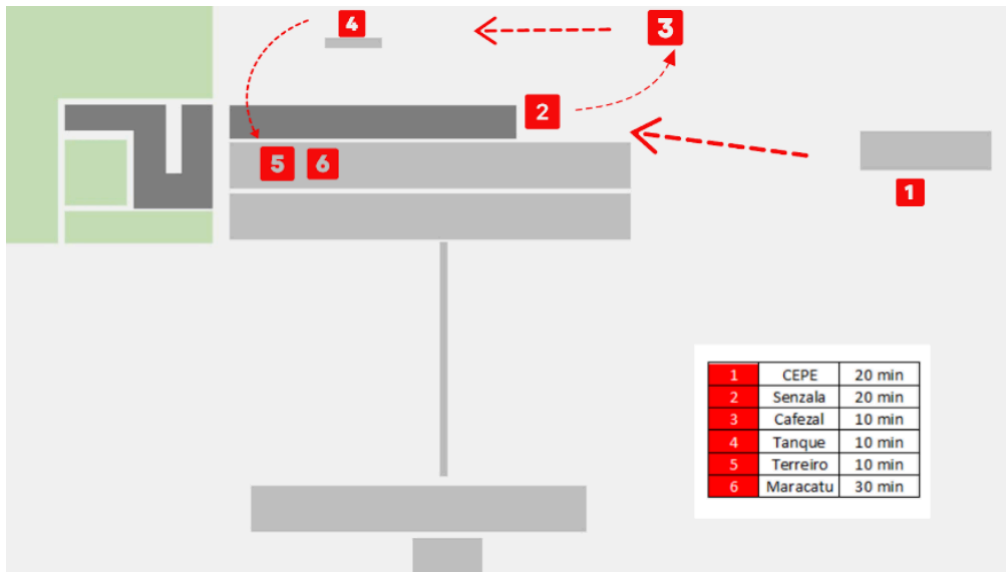 4
3
2
5 6
1
1 CEPE 20 min
2 Senzala 20 min
3 Cafezal 10 min
4 Tanque 10 min
5 Terreiro 10 min
6 Maracatu 30 min